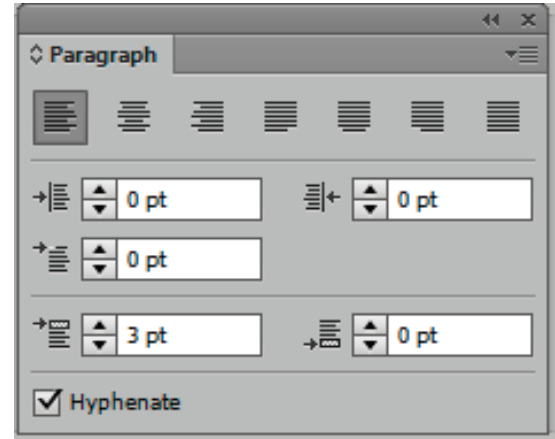 Paragraph
0 pt 0 pt
0 pt
3 pt 0 pt
Hyphenate